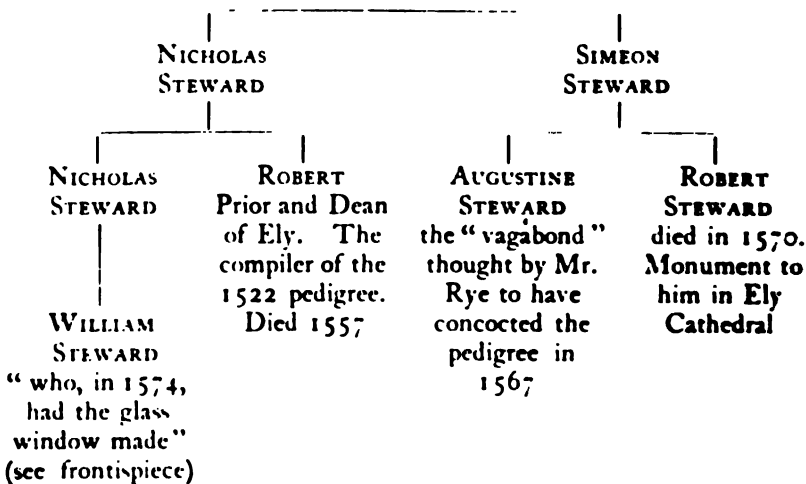 NICHOLAS
STEWARD
SIMEON
STEWARD
NICHOLAS
STEWARD
ROBERT
Prior and Dean
of Ely. The
compiler of the
1522 pedigree.
Died 1557
AUGUSTINE
STEWARD
the “vagabond”
thought by Mr.
Rye to have
concocted the
pedigree in
1567
ROBERT
STEWARD
died in 1570.
Monument to
him in Ely
Cathedral
WILLIAM
STEWARD
“who, in 1574,
had the glass
window made”
(see frontispiece)